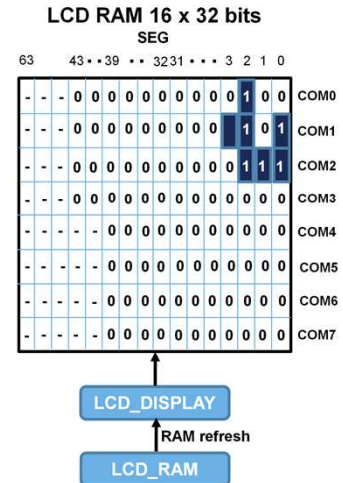 LCD RAM 16 x 32 bits
SEG
63 43 ▪ ▪ 39 ▪ ▪ 32 31 ▪ ▪ ▪ 3 2 1 0
- - - 0 0 0 0 0 0 0 0 0 0 1 0 0 COM0
- - - 0 0 0 0 0 0 0 0 0 1 0 1 COM1
- - - 0 0 0 0 0 0 0 0 0 0 1 1 1 COM2
- - - 0 0 0 0 0 0 0 0 0 0 0 0 0 COM3
- - - - - 0 0 0 0 0 0 0 0 0 0 0 COM4
- - - - - 0 0 0 0 0 0 0 0 0 0 0 COM5
- - - - - 0 0 0 0 0 0 0 0 0 0 0 COM6
- - - - - 0 0 0 0 0 0 0 0 0 0 0 COM7
LCD_DISPLAY
RAM refresh
LCD_RAM